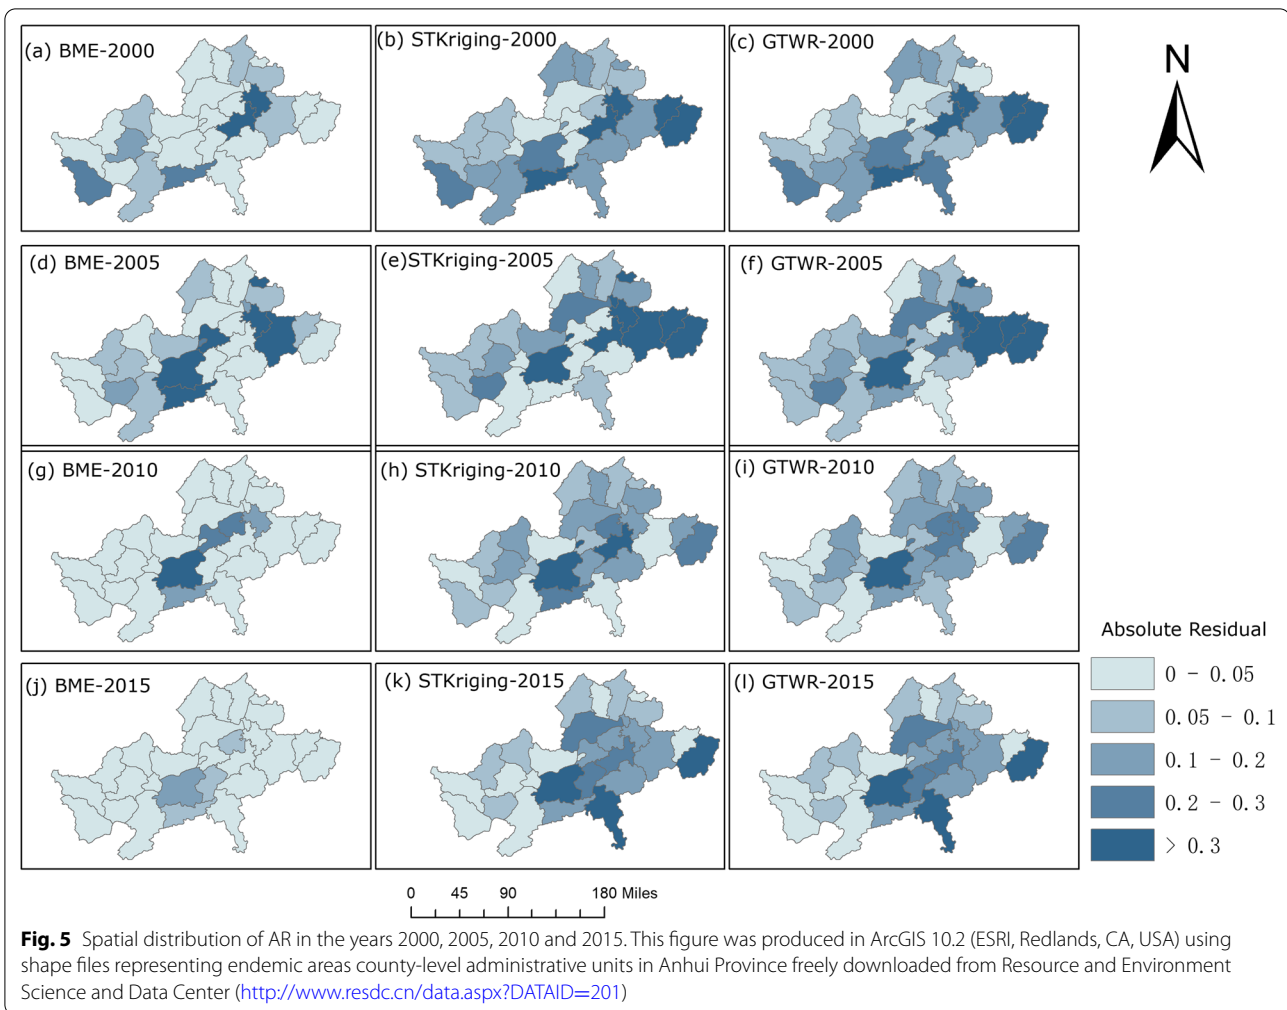 (a) BME-2000
(b) STKriging-2000
(c) GTWR-2000
N
(d) BME-2005
(e)STKriging-2005
(f) GTWR-2005
(g) BME-2010
(h) STKriging-2010
(i) GTWR-2010
(j) BME-2015
(k) STKriging-2015
(l) GTWR-2015
Absolute Residual
0 - 0.05
0.05 - 0.1
0.1 - 0.2
0.2 - 0.3
> 0.3
0 45 90 180 Miles
Fig. 5 Spatial distribution of AR in the years 2000, 2005, 2010 and 2015. This figure was produced in ArcGIS 10.2 (ESRI, Redlands, CA, USA) using
shape files representing endemic areas county-level administrative units in Anhui Province freely downloaded from Resource and Environment
Science and Data Center (http://www.resdc.cn/data.aspx?DATAID=201)